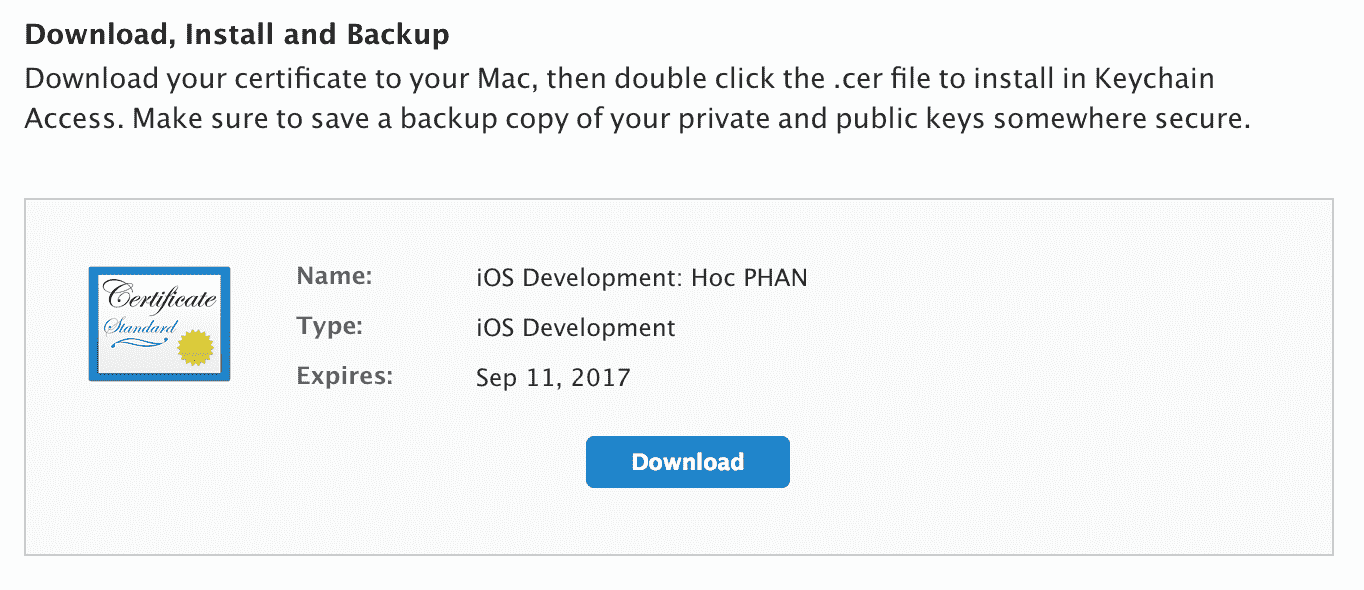 Download, Install and Backup
Download your certificate to your Mac, then double click the .cer file to install in Keychain
Access. Make sure to save a backup copy of your private and public keys somewhere secure.
Certificate
Standard
Name: iOS Development: Hoc PHAN
Type: iOS Development
Expires: Sep 11, 2017
Download